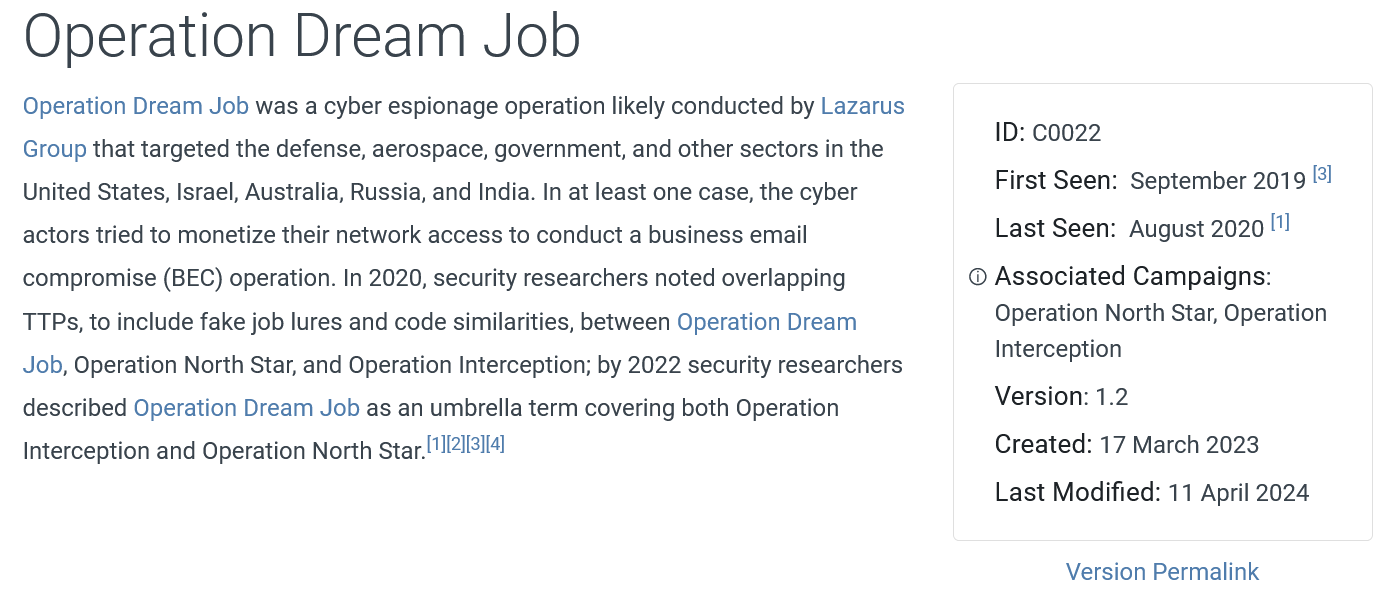 Operation Dream Job
Operation Dream Job was a cyber espionage operation likely conducted by Lazarus
Group that targeted the defense, aerospace, government, and other sectors in the
United States, Israel, Australia, Russia, and India. In at least one case, the cyber
actors tried to monetize their network access to conduct a business email
compromise (BEC) operation. In 2020, security researchers noted overlapping
TTPs, to include fake job lures and code similarities, between Operation Dream
Job, Operation North Star, and Operation Interception; by 2022 security researchers
described Operation Dream Job as an umbrella term covering both Operation
Interception and Operation North Star.[1][2][3][4]
ID: C0022
First Seen: September 2019 [3]
Last Seen: August 2020 [1]
ⓘ Associated Campaigns:
Operation North Star, Operation
Interception
Version: 1.2
Created: 17 March 2023
Last Modified: 11 April 2024
Version Permalink